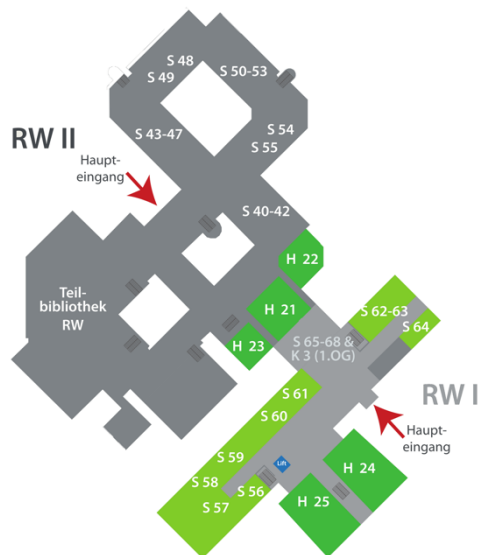 S 48
S 49
S 50-53
RW II
Haupt-
eingang
S 43-47
S 54
S 55
S 40-42
H 22
Teil-
bibliothek
RW
H 21
H 23
S 62-63
S 64
S 65-68 &
K 3 (1.OG)
RW I
Haupt-
eingang
S 61
S 60
S 59
S 58
S 57
S 56
Lift
H 24
H 25